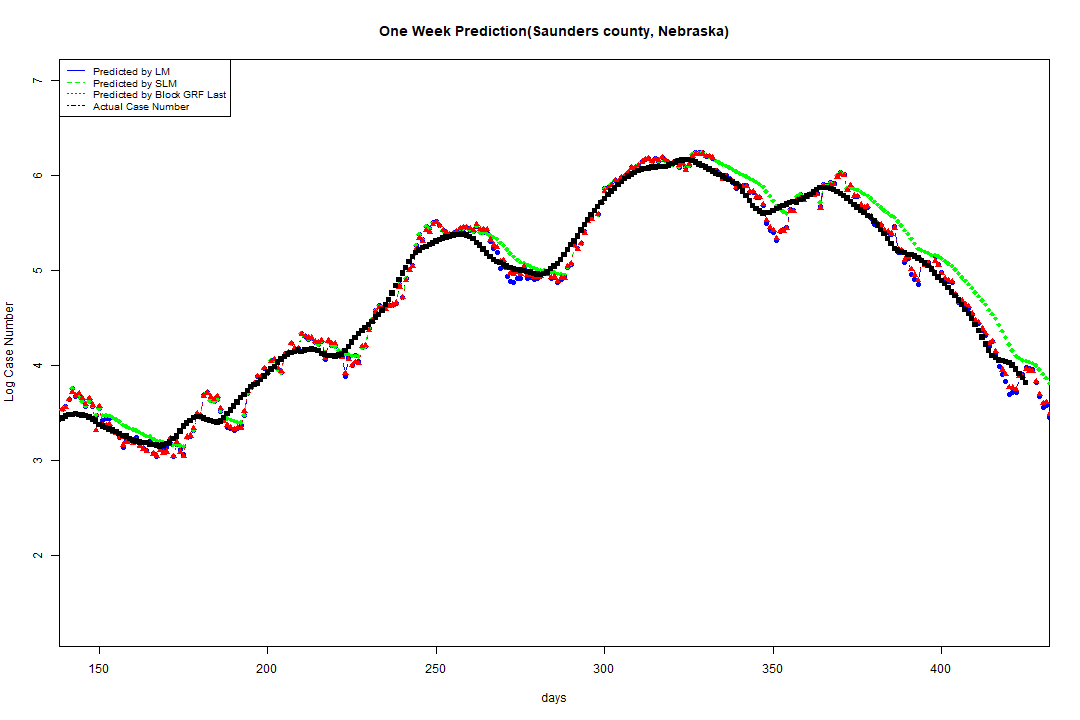 One Week Prediction(Saunders county, Nebraska)
Predicted by LM
Predicted by SLM
Predicted by Block GRF Last
Actual Case Number
7
6
5
4
3
2
Log Case Number
150 200 250 300 350 400
days